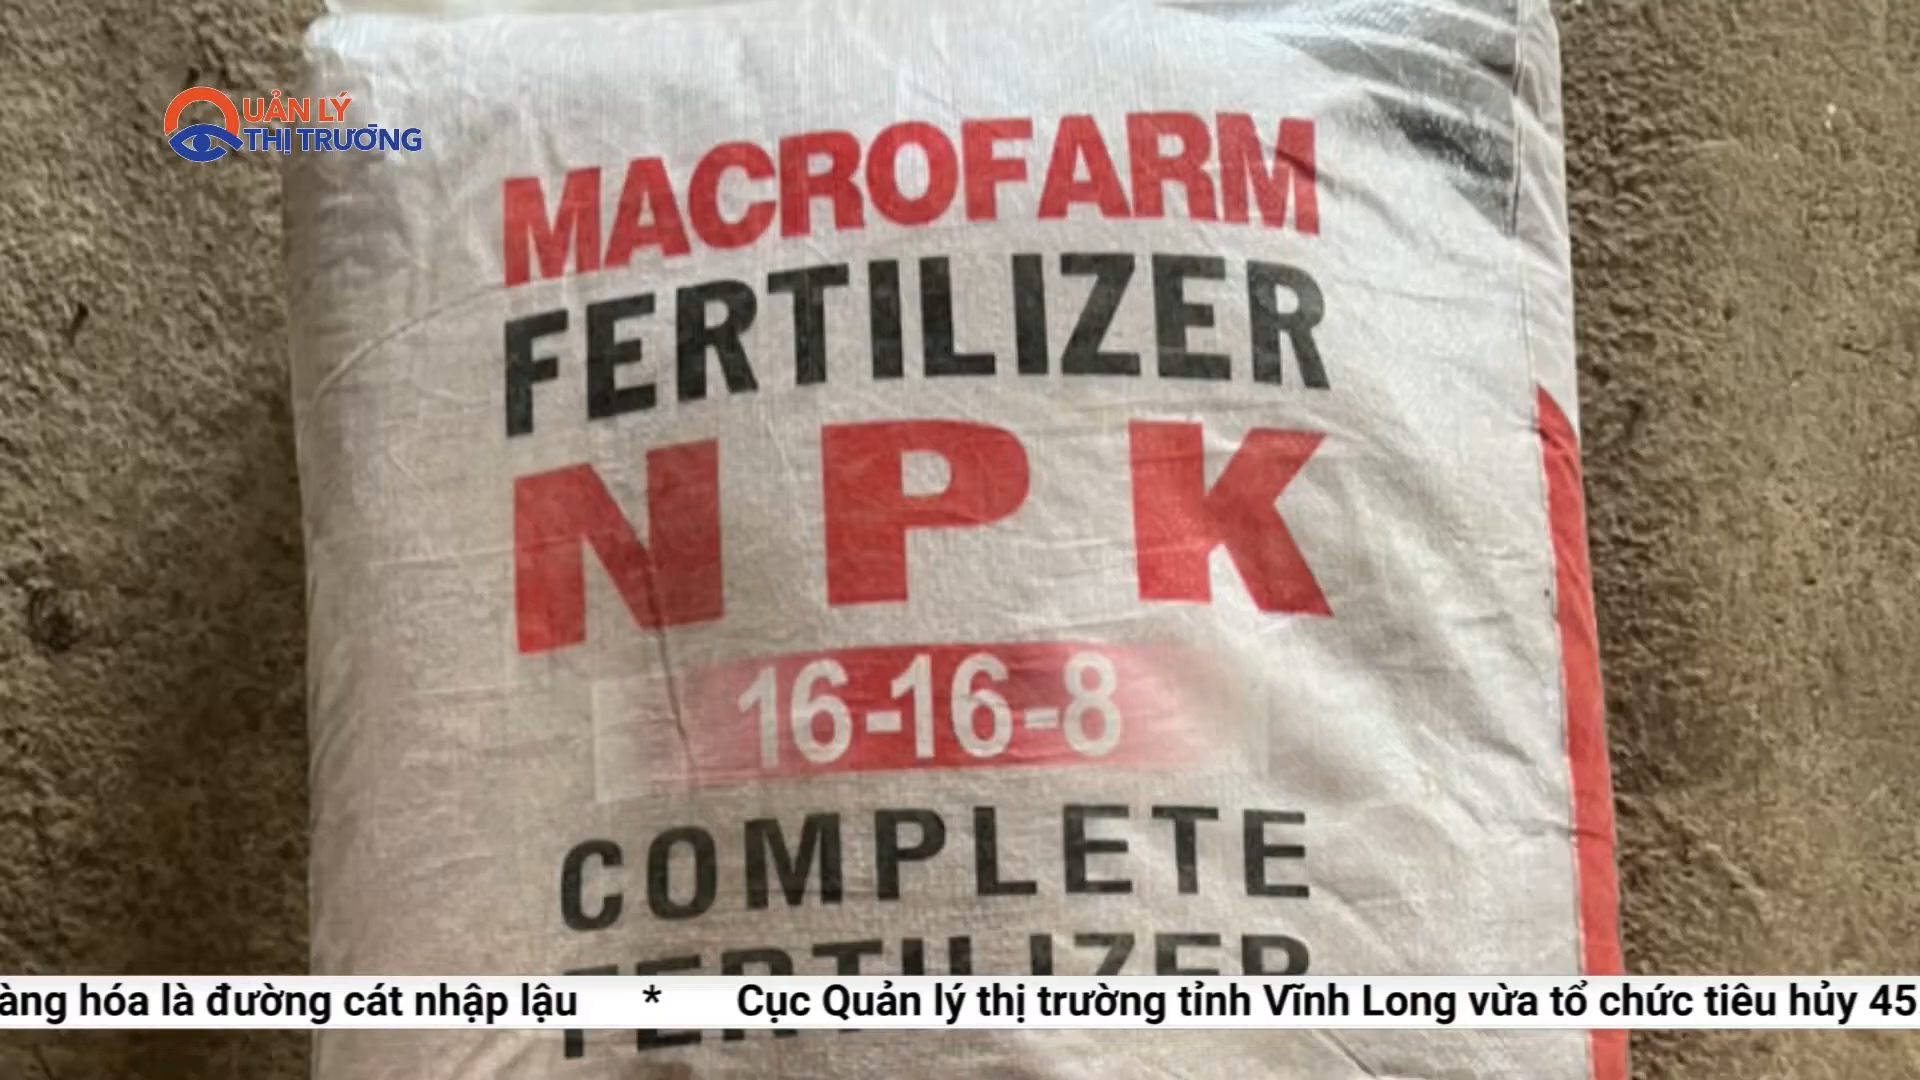 QUẢN LÝ
THỊ TRƯỜNG
MACROFARM
FERTILIZER
NPK
16-16-8
COMPLETE
FERTILIZER
àng hóa là đường cát nhập lậu * Cục Quản lý thị trường tỉnh Vĩnh Long vừa tổ chức tiêu hủy 45